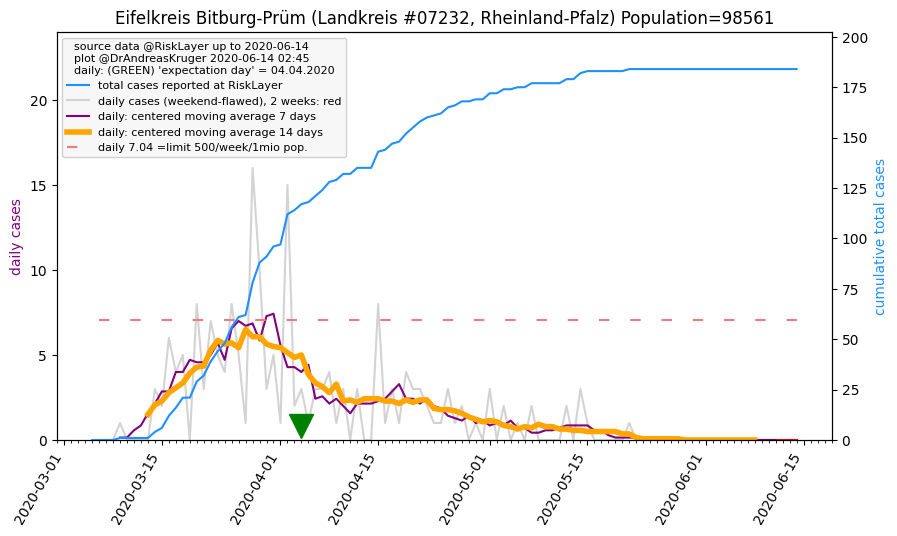 Eifelkreis Bitburg-Prüm (Landkreis #07232, Rheinland-Pfalz) Population=98561
source data @RiskLayer up to 2020-06-14
plot @DrAndreasKruger 2020-06-14 02:45
daily: (GREEN) 'expectation day' = 04.04.2020
total cases reported at RiskLayer
daily cases (weekend-flawed), 2 weeks: red
daily: centered moving average 7 days
daily: centered moving average 14 days
daily 7.04 =limit 500/week/1mio pop.
daily cases
0
5
10
15
20
cumulative total cases
0
25
50
75
100
125
150
175
200
2020-03-01
2020-03-15
2020-04-01
2020-04-15
2020-05-01
2020-05-15
2020-06-01
2020-06-15